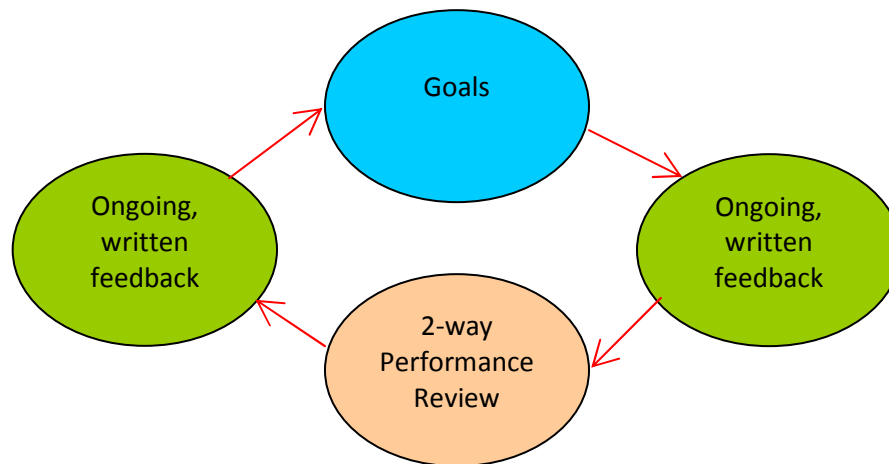 Goals
Ongoing,
written
feedback
Ongoing,
written
feedback
2-way
Performance
Review